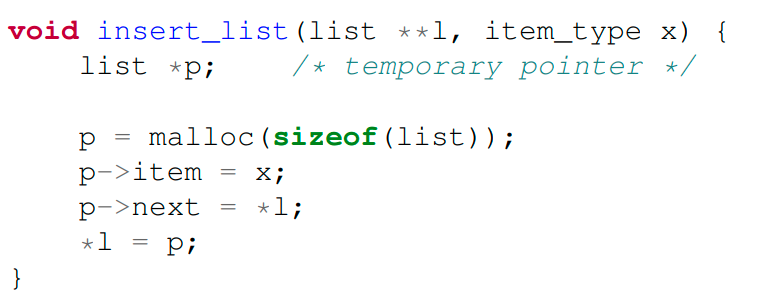 void insert_list(list **l, item_type x) {
    list *p;    /* temporary pointer */

    p = malloc(sizeof(list));
    p->item = x;
    p->next = *l;
    *l = p;
}